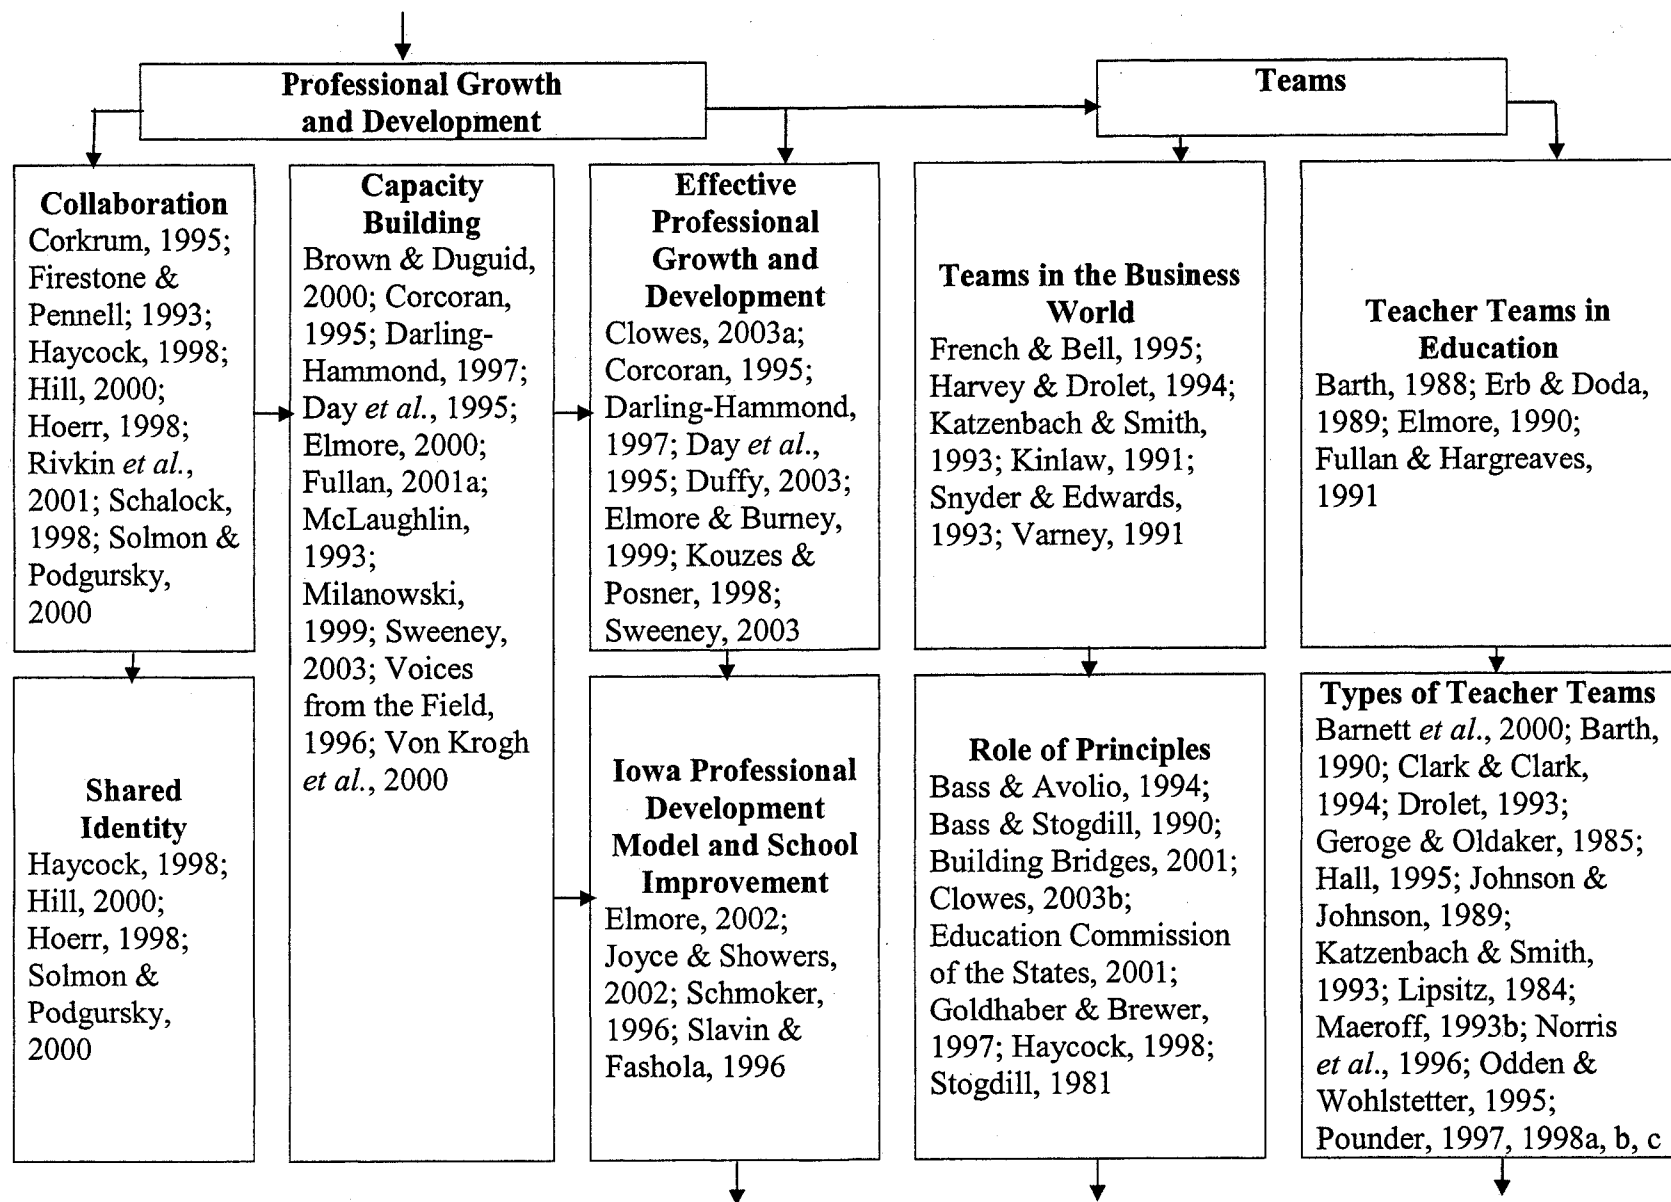 Professional Growth
and Development
Teams
Collaboration
Corkrum, 1995;
Firestone &
Pennell; 1993;
Haycock, 1998;
Hill, 2000;
Hoerr, 1998;
Rivkin et al.,
2001; Schalock,
1998; Solmon &
Podgursky,
2000
Capacity
Building
Brown & Duguid,
2000; Corcoran,
1995; Darling-
Hammond, 1997;
Day et al., 1995;
Elmore, 2000;
Fullan, 2001a;
McLaughlin,
1993;
Milanowski,
1999; Sweeney,
2003; Voices
from the Field,
1996; Von Krogh
et al., 2000
Effective
Professional
Growth and
Development
Clowes, 2003a;
Corcoran, 1995;
Darling-Hammond,
1997; Day et al.,
1995; Duffy, 2003;
Elmore & Burney,
1999; Kouzes &
Posner, 1998;
Sweeney, 2003
Teams in the Business
World
French & Bell, 1995;
Harvey & Drolet, 1994;
Katzenbach & Smith,
1993; Kinlaw, 1991;
Snyder & Edwards,
1993; Varney, 1991
Teacher Teams in
Education
Barth, 1988; Erb & Doda,
1989; Elmore, 1990;
Fullan & Hargreaves,
1991
Shared
Identity
Haycock, 1998;
Hill, 2000;
Hoerr, 1998;
Solmon &
Podgursky,
2000
Iowa Professional
Development
Model and School
Improvement
Elmore, 2002;
Joyce & Showers,
2002; Schmoker,
1996; Slavin &
Fashola, 1996
Role of Principles
Bass & Avolio, 1994;
Bass & Stogdill, 1990;
Building Bridges, 2001;
Clowes, 2003b;
Education Commission
of the States, 2001;
Goldhaber & Brewer,
1997; Haycock, 1998;
Stogdill, 1981
Types of Teacher Teams
Barnett et al., 2000; Barth,
1990; Clark & Clark,
1994; Drolet, 1993;
Geroge & Oldaker, 1985;
Hall, 1995; Johnson &
Johnson, 1989;
Katzenbach & Smith,
1993; Lipsitz, 1984;
Maeroff, 1993b; Norris
et al., 1996; Odden &
Wohlstetter, 1995;
Pounder, 1997, 1998a, b, c